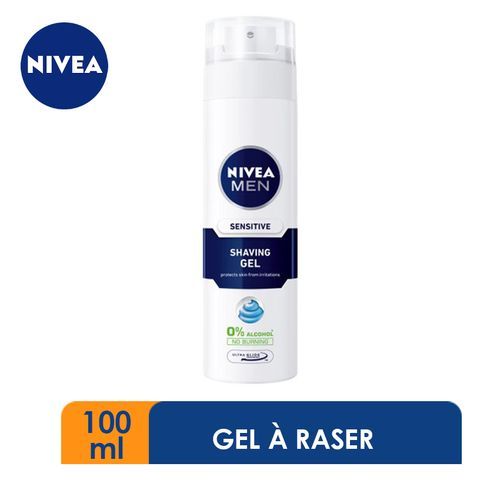 NIVEA
NIVEA
MEN
SENSITIVE
SHAVING
GEL
protects skin from irritations
0% ALCOHOL*
NO BURNING
ULTRA GLIDE
100
ml
GEL À RASER